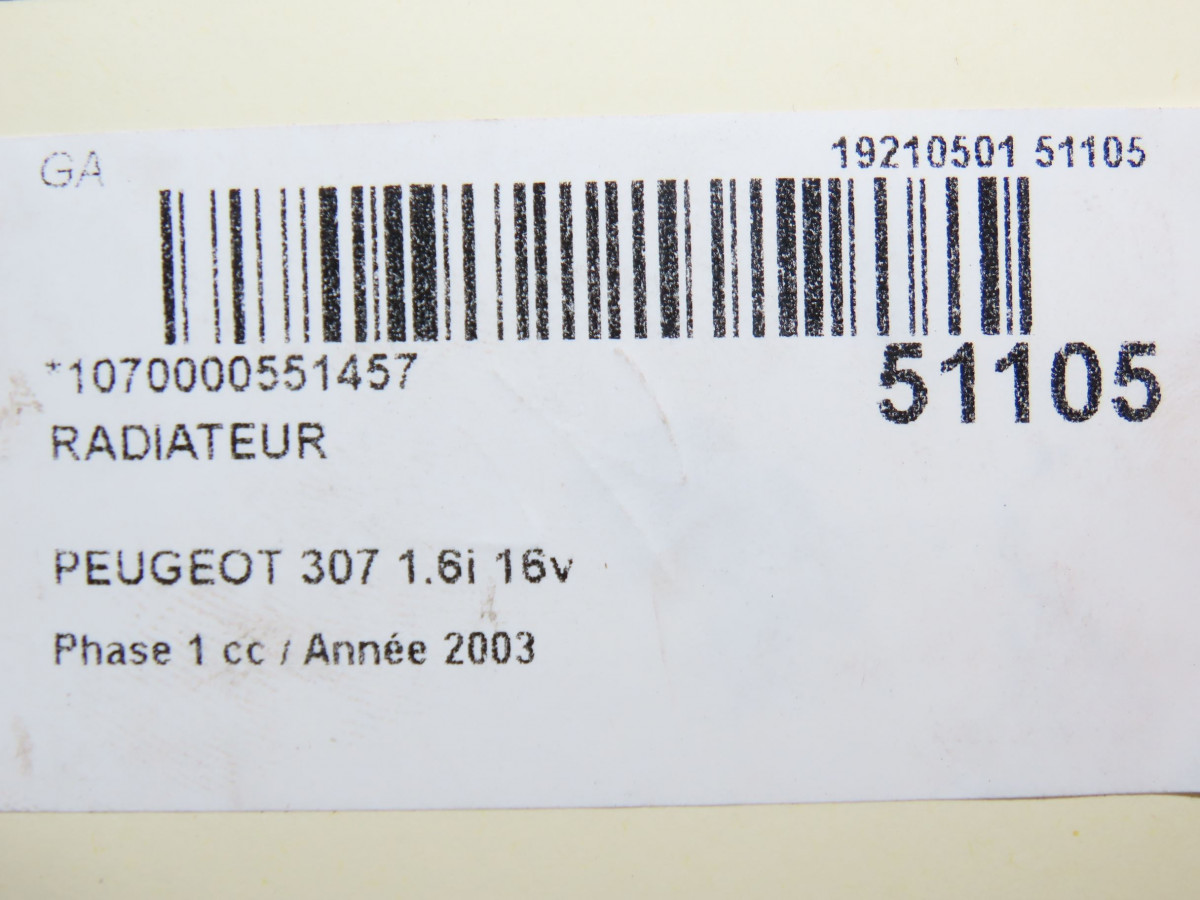 GA
19210501 51105
*1070000551457
51105
RADIATEUR
PEUGEOT 307 1.6i 16v
Phase 1 cc / Année 2003